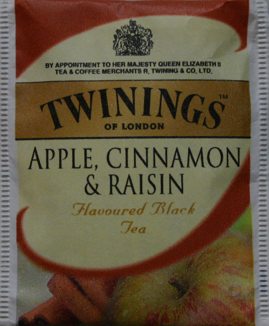 BY APPOINTMENT TO HER MAJESTY QUEEN ELIZABETH II
TEA & COFFEE MERCHANTS R. TWINING & CO. LTD.
TWININGS™
OF LONDON
APPLE, CINNAMON
& RAISIN
Flavoured Black
Tea